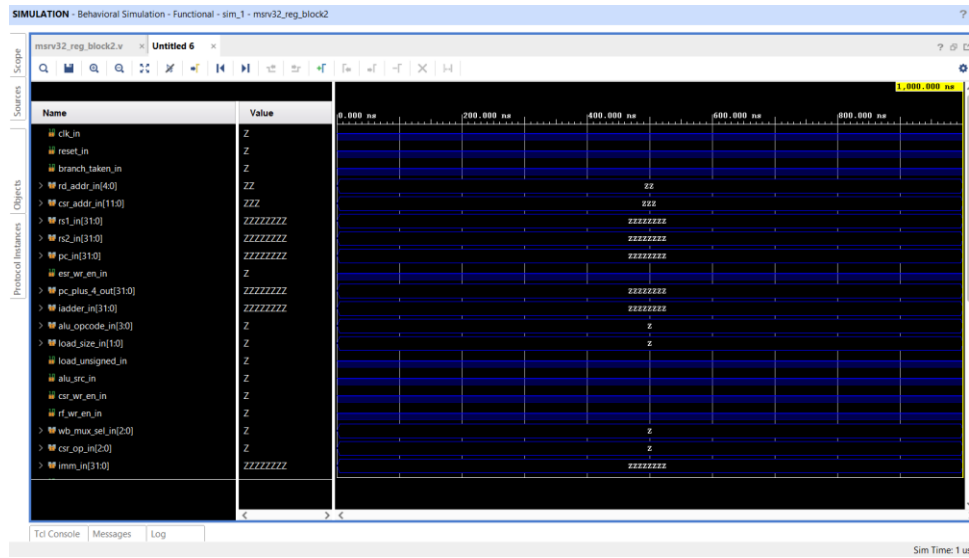 SIMULATION - Behavioral Simulation - Functional - sim_1 - msrv32_reg_block2 ?
msrv32_reg_block2.v × Untitled 6 × ?
1,000.000 ns
Name Value 0.000 ns 200.000 ns 400.000 ns 600.000 ns 800.000 ns
clk_in Z
reset_in Z
branch_taken_in Z
rd_addr_in[4:0] ZZ ZZ
csr_addr_in[11:0] ZZZ ZZZ
rs1_in[31:0] ZZZZZZZZ ZZZZZZZZ
rs2_in[31:0] ZZZZZZZZ ZZZZZZZZ
pc_in[31:0] ZZZZZZZZ ZZZZZZZZ
esr_wr_en_in Z
pc_plus_4_out[31:0] ZZZZZZZZ ZZZZZZZZ
iadder_in[31:0] ZZZZZZZZ ZZZZZZZZ
alu_opcode_in[3:0] Z Z
load_size_in[1:0] Z Z
load_unsigned_in Z
alu_src_in Z
csr_wr_en_in Z
rf_wr_en_in Z
wb_mux_sel_in[2:0] Z Z
csr_op_in[2:0] Z Z
imm_in[31:0] ZZZZZZZZ ZZZZZZZZ
Scope
Sources
Objects
Protocol Instances
Tcl Console Messages Log
Sim Time: 1 us